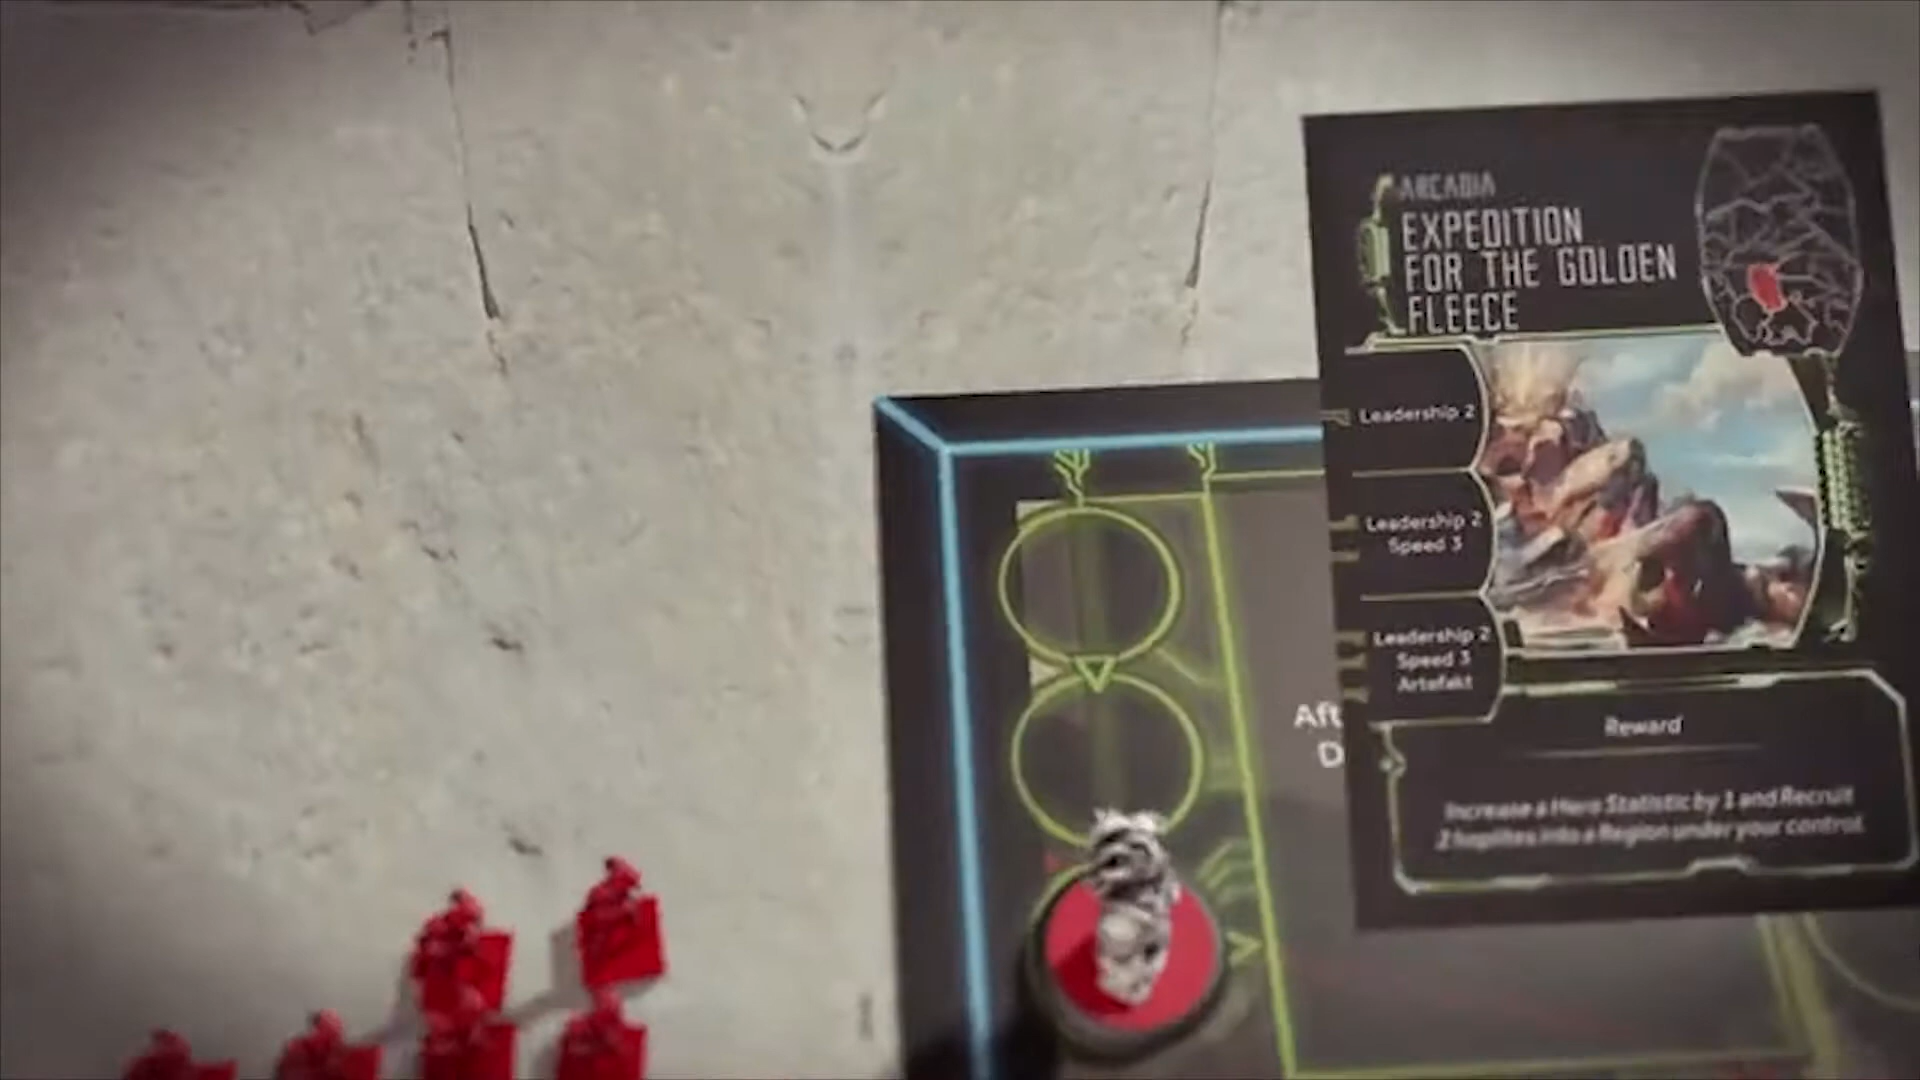 ARCADIA
EXPEDITION
FOR THE GOLDEN
FLEECE
Leadership 2
Leadership 2
Speed 3
Leadership 2
Speed 3
Artefakt
Aft
D
Reward
Increase a Hero Statistic by 1 and Recruit
2 hoplites into a Region under your control.